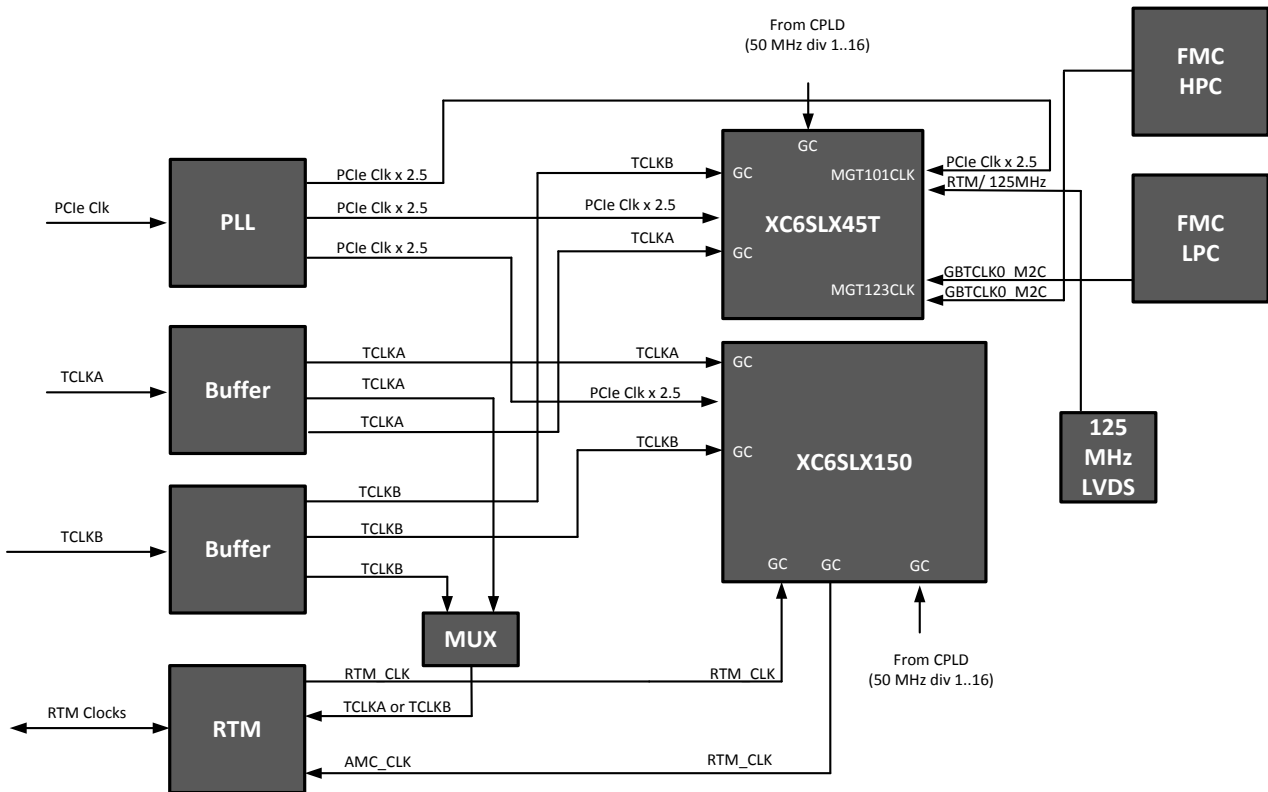 From CPLD
(50 MHz div 1..16)
FMC
HPC
PCIe Clk
PLL
PCIe Clk x 2.5
PCIe Clk x 2.5
PCIe Clk x 2.5
TCLKB
PCIe Clk x 2.5
TCLKA
GC
GC
GC
MGT101CLK
XC6SLX45T
MGT123CLK
PCIe Clk x 2.5
RTM/ 125MHz
GBTCLK0_M2C
GBTCLK0_M2C
FMC
LPC
TCLKA
Buffer
TCLKA
TCLKA
TCLKA
TCLKA
PCIe Clk x 2.5
TCLKB
GC
GC
XC6SLX150
GC
GC
GC
125
MHz
LVDS
TCLKB
Buffer
TCLKB
TCLKB
TCLKB
MUX
From CPLD
(50 MHz div 1..16)
RTM Clocks
RTM
RTM_CLK
RTM_CLK
TCLKA or TCLKB
AMC_CLK
RTM_CLK